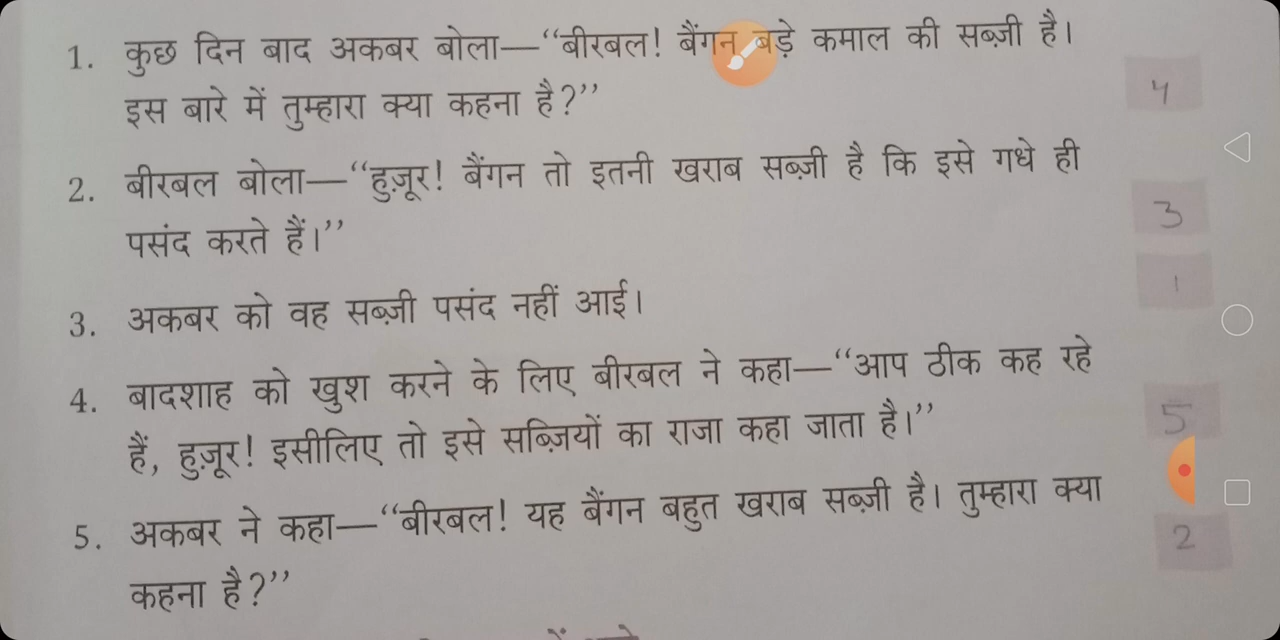 1. कुछ दिन बाद अकबर बोला—“बीरबल! बैंगन बड़े कमाल की सब्ज़ी है।
इस बारे में तुम्हारा क्या कहना है?”
4
2. बीरबल बोला—“हुज़ूर! बैंगन तो इतनी खराब सब्ज़ी है कि इसे गधे ही
पसंद करते हैं।”
3
3. अकबर को वह सब्ज़ी पसंद नहीं आई।
1
4. बादशाह को खुश करने के लिए बीरबल ने कहा—“आप ठीक कह रहे
हैं, हुज़ूर! इसीलिए तो इसे सब्ज़ियों का राजा कहा जाता है।”
5
5. अकबर ने कहा—“बीरबल! यह बैंगन बहुत खराब सब्ज़ी है। तुम्हारा क्या
कहना है?”
2